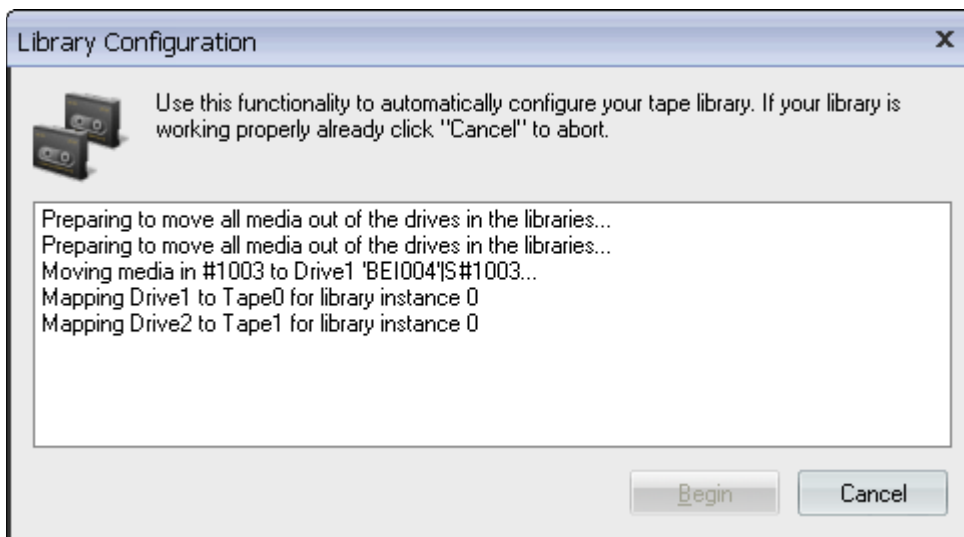 Library Configuration
x
Use this functionality to automatically configure your tape library. If your library is
working properly already click "Cancel" to abort.
Preparing to move all media out of the drives in the libraries...
Preparing to move all media out of the drives in the libraries...
Moving media in #1003 to Drive1 'BEI004'|S#1003...
Mapping Drive1 to Tape0 for library instance 0
Mapping Drive2 to Tape1 for library instance 0
Begin
Cancel